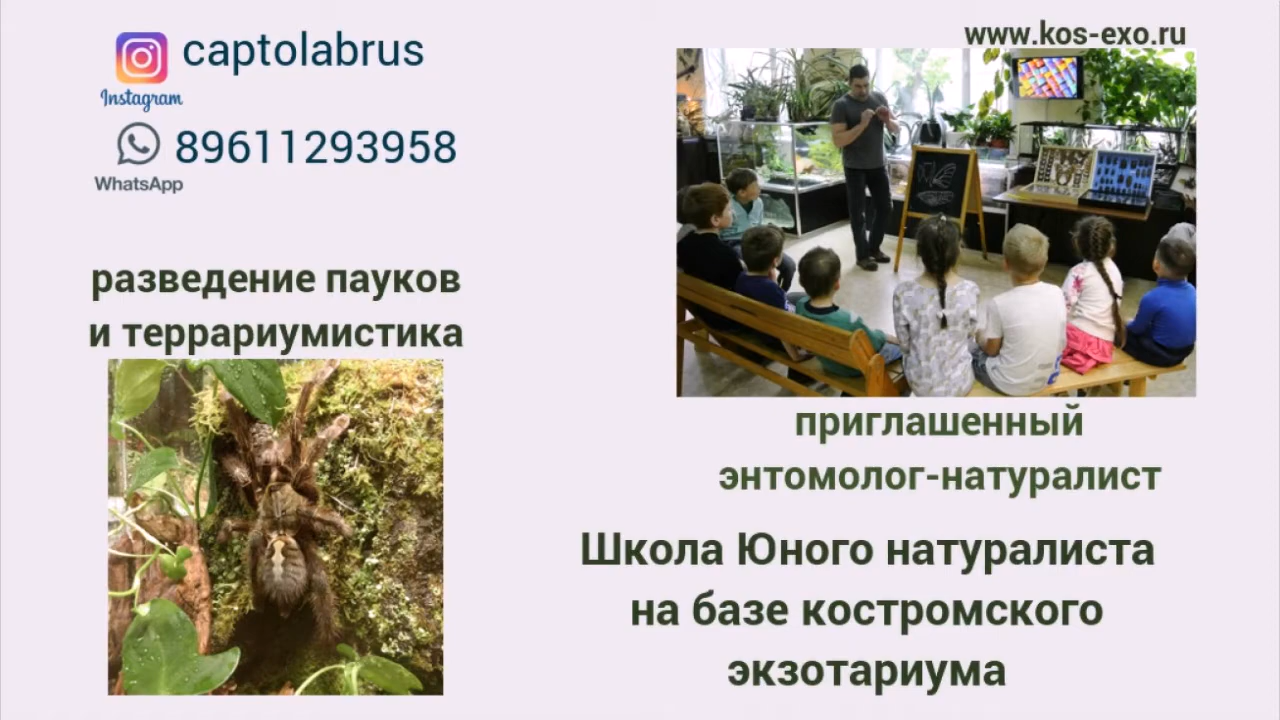 captolabrus
Instagram
89611293958
WhatsApp
разведение пауков
и террариумистика
www.kos-exo.ru
приглашенный
энтомолог-натуралист
Школа Юного натуралиста
на базе костромского
экзотариума